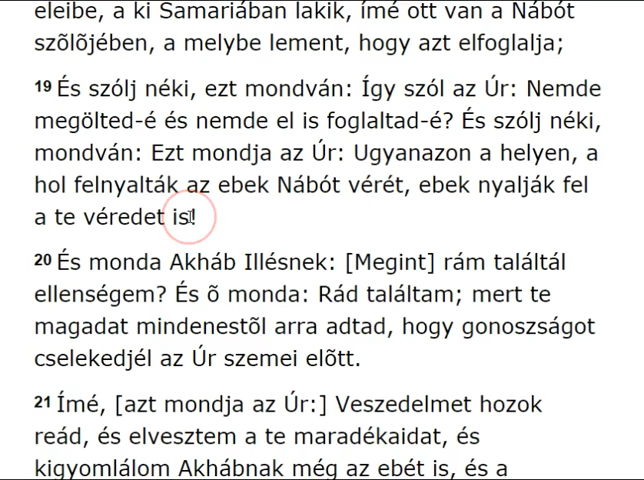 eleibe, a ki Samariában lakik, ímé ott van a Nábót
szõlõjében, a melybe lement, hogy azt elfoglalja;
19 És szólj néki, ezt mondván: Így szól az Úr: Nemde
megölted-é és nemde el is foglaltad-é? És szólj néki,
mondván: Ezt mondja az Úr: Ugyanazon a helyen, a
hol felnyalták az ebek Nábót vérét, ebek nyalják fel
a te véredet is!
20 És monda Akháb Illésnek: [Megint] rám találtál
ellenségem? És õ monda: Rád találtam; mert te
magadat mindenestõl arra adtad, hogy gonoszságot
cselekedjél az Úr szemei elõtt.
21 Ímé, [azt mondja az Úr:] Veszedelmet hozok
reád, és elvesztem a te maradékaidat, és
kigyomlálom Akhábnak még az ebét is, és a